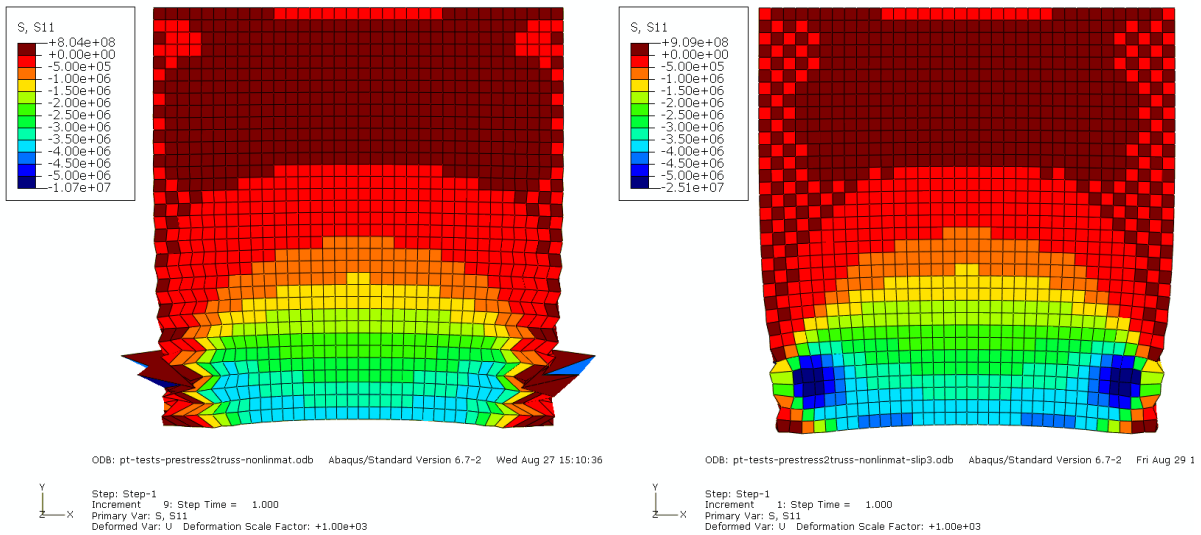 S, S11
+8.04e+08
+0.00e+00
-5.00e+05
-1.00e+06
-1.50e+06
-2.00e+06
-2.50e+06
-3.00e+06
-3.50e+06
-4.00e+06
-4.50e+06
-5.00e+06
-1.07e+07
ODB: pt-tests-prestress2truss-nonlinmat.odb Abaqus/Standard Version 6.7-2 Wed Aug 27 15:10:36
Y
Z X
Step: Step-1
Increment 9: Step Time = 1.000
Primary Var: S, S11
Deformed Var: U Deformation Scale Factor: +1.00e+03
S, S11
+9.09e+08
+0.00e+00
-5.00e+05
-1.00e+06
-1.50e+06
-2.00e+06
-2.50e+06
-3.00e+06
-3.50e+06
-4.00e+06
-4.50e+06
-5.00e+06
-2.51e+07
ODB: pt-tests-prestress2truss-nonlinmat-slip3.odb Abaqus/Standard Version 6.7-2 Fri Aug 29 1
Y
Z X
Step: Step-1
Increment 1: Step Time = 1.000
Primary Var: S, S11
Deformed Var: U Deformation Scale Factor: +1.00e+03